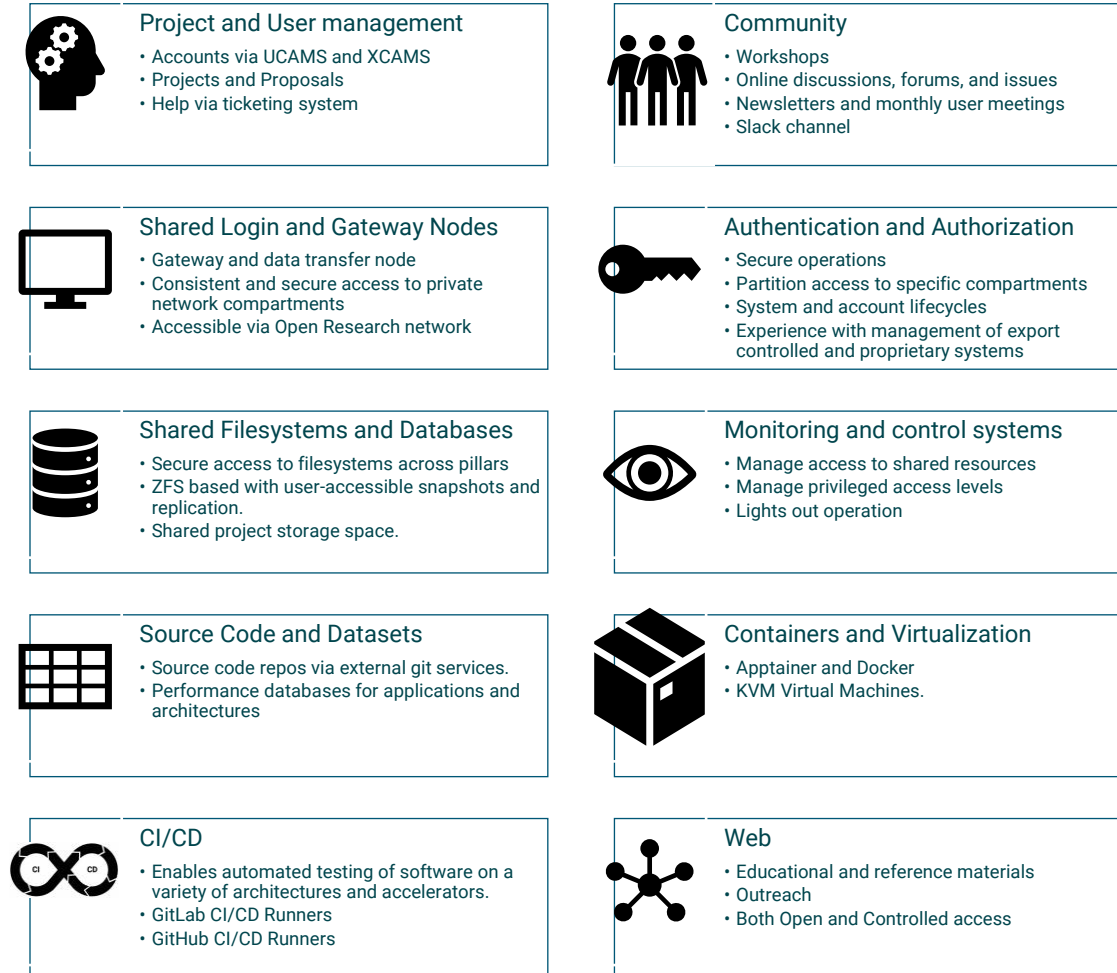 Project and User management
• Accounts via UCAMS and XCAMS
• Projects and Proposals
• Help via ticketing system
Community
• Workshops
• Online discussions, forums, and issues
• Newsletters and monthly user meetings
• Slack channel
Shared Login and Gateway Nodes
• Gateway and data transfer node
• Consistent and secure access to private
network compartments
• Accessible via Open Research network
Authentication and Authorization
• Secure operations
• Partition access to specific compartments
• System and account lifecycles
• Experience with management of export
controlled and proprietary systems
Shared Filesystems and Databases
• Secure access to filesystems across pillars
• ZFS based with user-accessible snapshots and
replication.
• Shared project storage space.
Monitoring and control systems
• Manage access to shared resources
• Manage privileged access levels
• Lights out operation
Source Code and Datasets
• Source code repos via external git services.
• Performance databases for applications and
architectures
Containers and Virtualization
• Apptainer and Docker
• KVM Virtual Machines.
CI/CD
CI
CD
• Enables automated testing of software on a
variety of architectures and accelerators.
• GitLab CI/CD Runners
• GitHub CI/CD Runners
Web
• Educational and reference materials
• Outreach
• Both Open and Controlled access